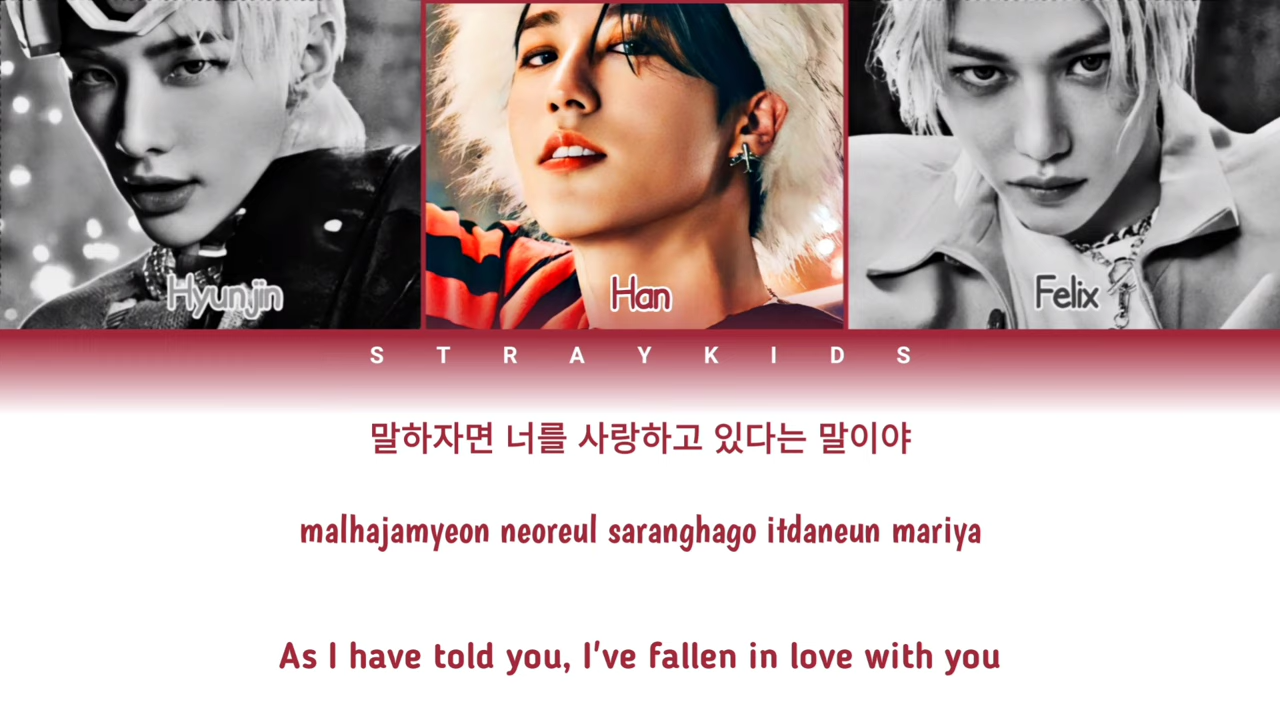 Hyunjin
Han
Felix
STRAYKIDS
말하자면 너를 사랑하고 있다는 말이야
malhajamyeon neoreul saranghago itdaneun mariya
As I have told you, I've fallen in love with you